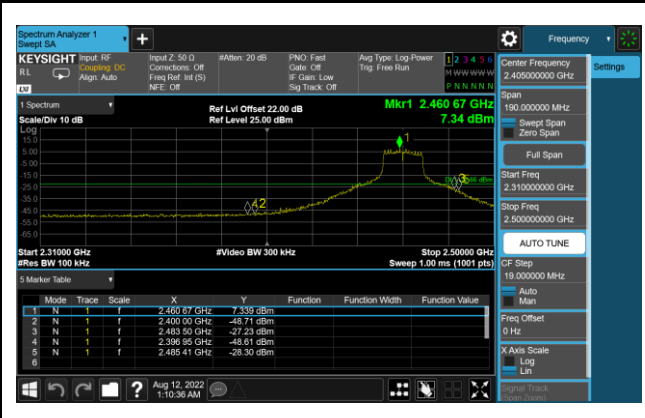 Spectrum Analyzer 1
Swept SA
Frequency
KEYSIGHT
RL
LXI
Input: RF
Coupling: DC
Align: Auto
Input Z: 50 Ω
Corrections: Off
Freq Ref: Int (S)
NFE: Off
#Atten: 20 dB
PNO: Fast
Gate: Off
IF Gain: Low
Sig Track: Off
Avg Type: Log-Power
Trig: Free Run
1 2 3 4 5 6
M W W W W W
P N N N N N
Center Frequency
2.405000000 GHz
Settings
Span
190.000000 MHz
Swept Span
Zero Span
Full Span
Start Freq
2.310000000 GHz
Stop Freq
2.500000000 GHz
AUTO TUNE
CF Step
19.000000 MHz
Auto
Man
Freq Offset
0 Hz
X Axis Scale
Log
Lin
Signal Track
(Span Zoom)
1 Spectrum
Scale/Div 10 dB
Ref Lvl Offset 22.00 dB
Ref Level 25.00 dBm
Mkr1 2.460 67 GHz
7.34 dBm
Log
15.0
5.00
-5.00
-15.0
-25.0
-35.0
-45.0
-55.0
-65.0
1
4 2
3
Start 2.31000 GHz
#Res BW 100 kHz
#Video BW 300 kHz
Stop 2.50000 GHz
Sweep 1.00 ms (1001 pts)
5 Marker Table
Mode Trace Scale X Y Function Function Width Function Value
1 N 1 f 2.460 67 GHz 7.339 dBm
2 N 1 f 2.400 00 GHz -48.71 dBm
3 N 1 f 2.483 50 GHz -27.23 dBm
4 N 1 f 2.396 95 GHz -48.61 dBm
5 N 1 f 2.485 41 GHz -28.30 dBm
6
?
Aug 12, 2022
1:10:36 AM